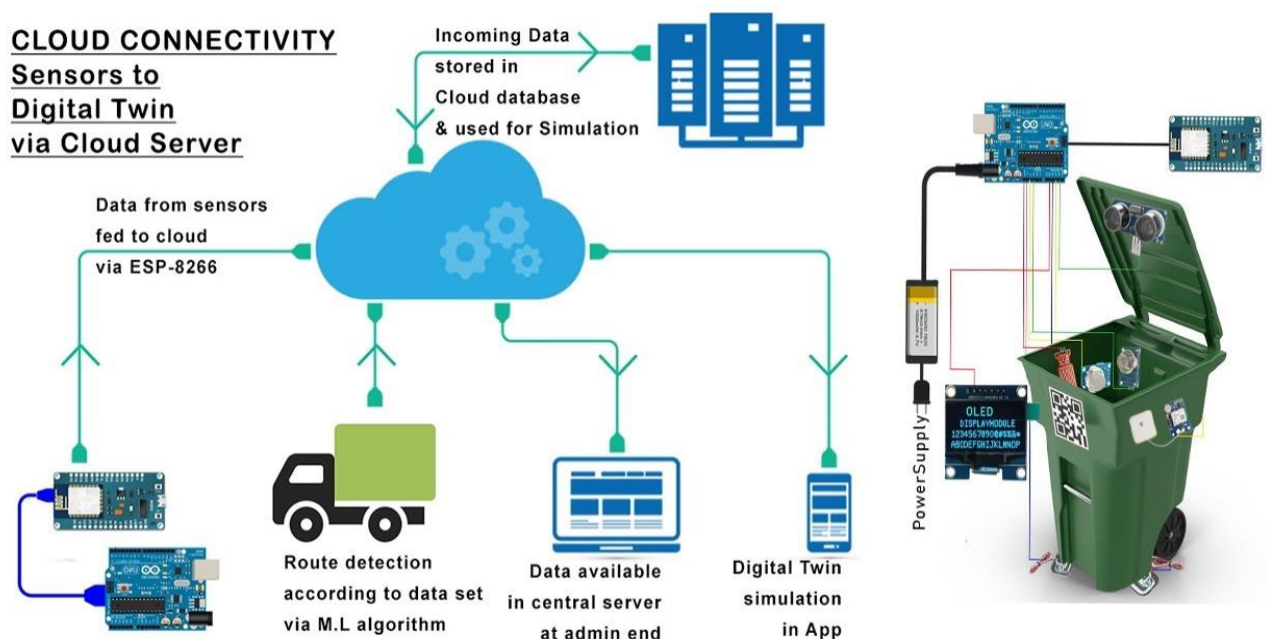 CLOUD CONNECTIVITY
Sensors to
Digital Twin
via Cloud Server
Incoming Data
stored in
Cloud database
& used for Simulation
Data from sensors
fed to cloud
via ESP-8266
Route detection
according to data set
via M.L algorithm
Data available
in central server
at admin end
Digital Twin
simulation
in App
UNO
PowerSupply
OLED
DISPLAYMODULE
ABCDEFGHIJKLMNOP